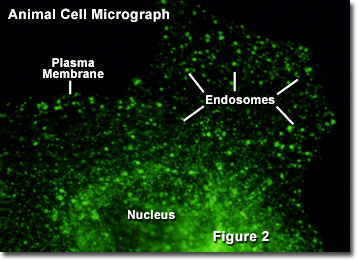 Animal Cell Micrograph
Plasma
Membrane
Endosomes
Nucleus
Figure 2